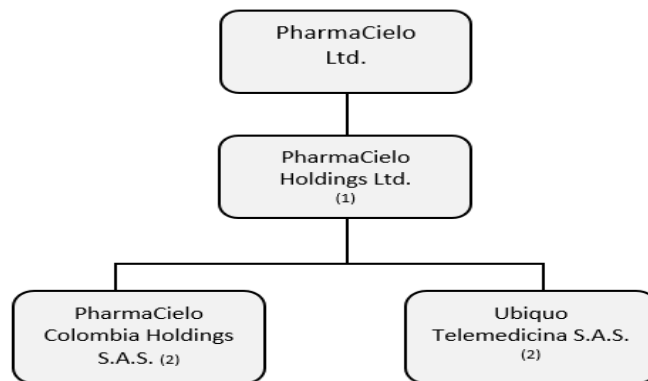 PharmaCielo
Ltd.
PharmaCielo
Holdings Ltd.
(1)
PharmaCielo
Colombia Holdings
S.A.S. (2)
Ubiquo
Telemedicina S.A.S.
(2)